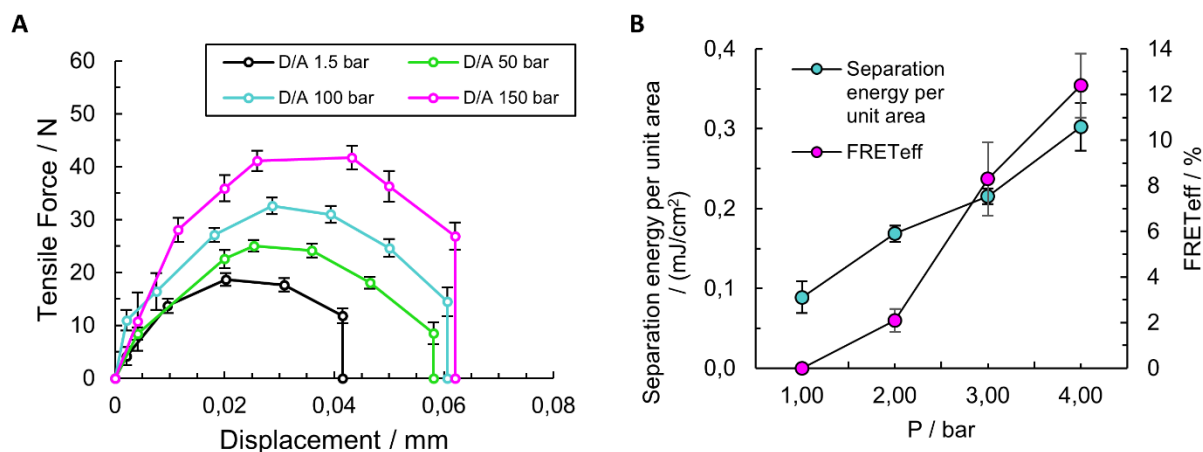 A
Tensile Force / N
60
50
40
30
20
10
0
D/A 1.5 bar
D/A 50 bar
D/A 100 bar
D/A 150 bar
0
0,02
0,04
0,06
0,08
Displacement / mm
B
Separation energy per unit area
/ (mJ/cm²)
0,4
0,3
0,2
0,1
0,0
Separation
energy per
unit area
FRETeff
14
12
10
8
6
4
2
0
FRETeff / %
1,00
2,00
3,00
4,00
P / bar